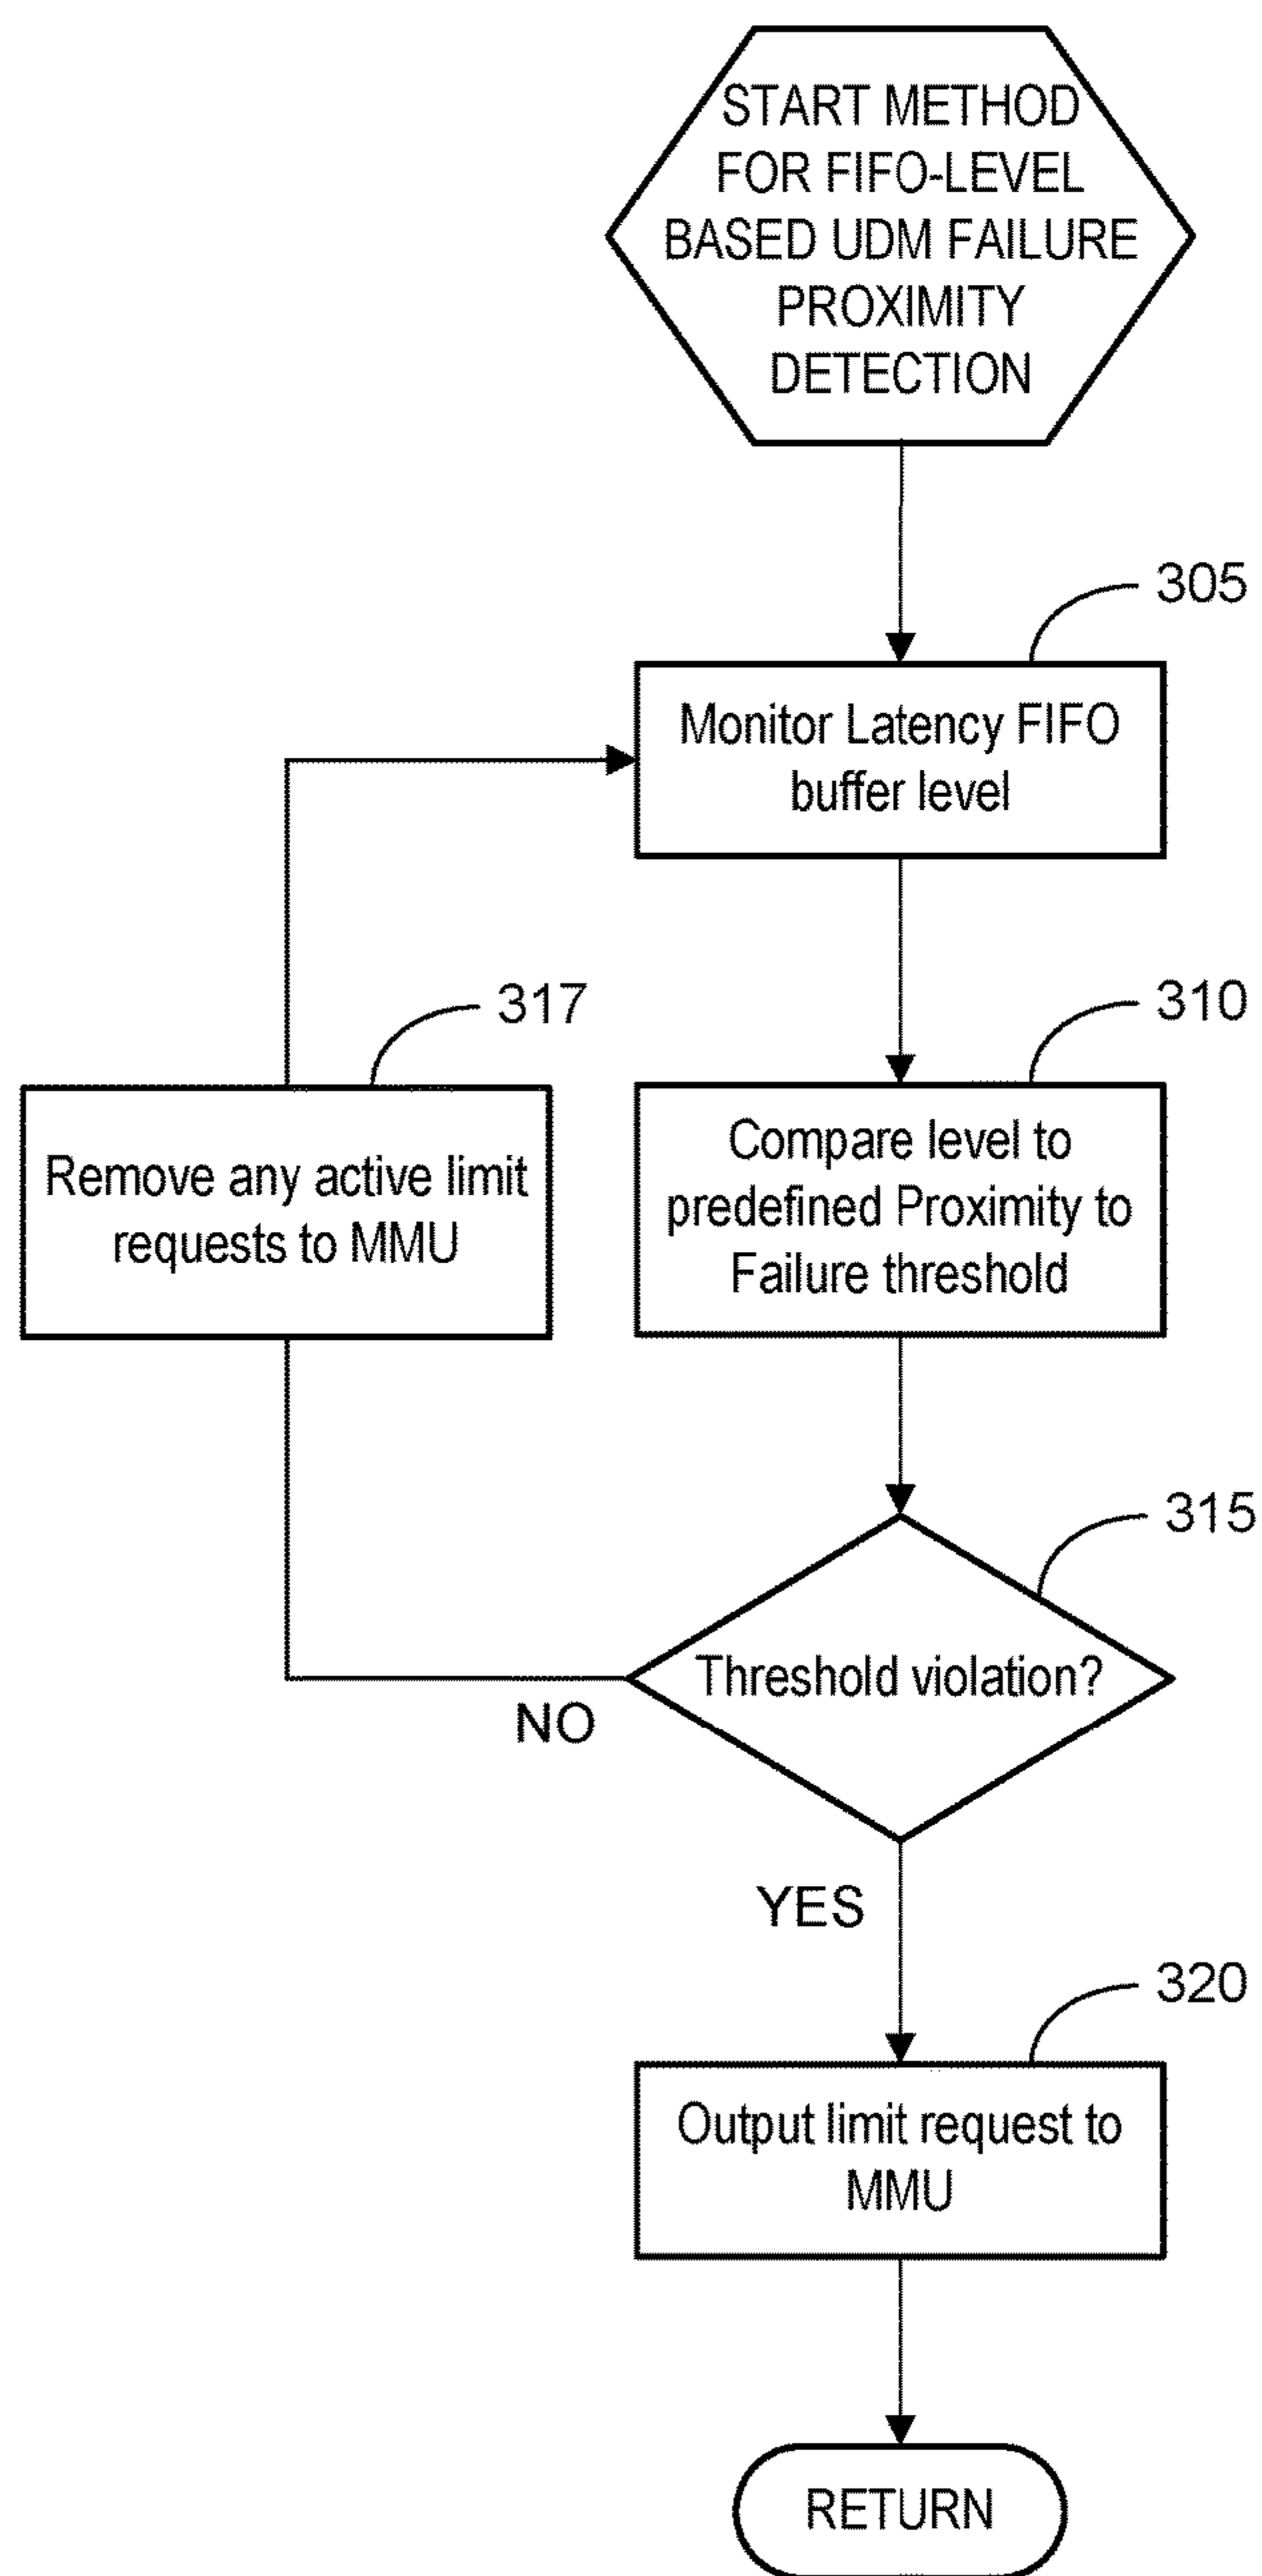 START METHOD
FOR FIFO-LEVEL
BASED UDM FAILURE
PROXIMITY
DETECTION
305
Monitor Latency FIFO
buffer level
317
Remove any active limit
requests to MMU
310
Compare level to
predefined Proximity to
Failure threshold
315
Threshold violation?
NO
YES
320
Output limit request to
MMU
RETURN